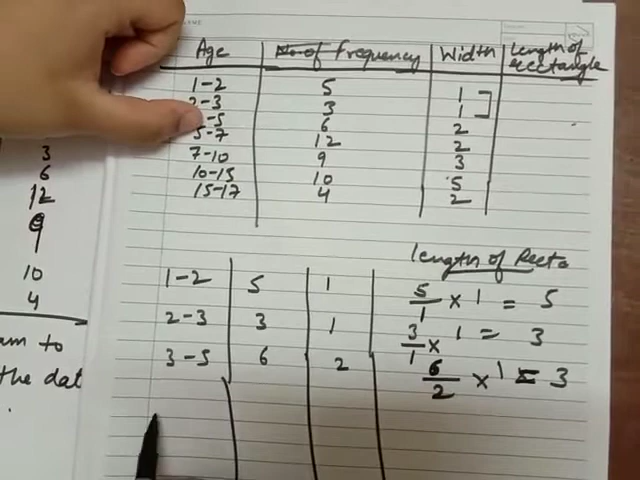 Age | of frequency | Width | Length of rectangle
1-2 5 1
2-3 3 1
-5 6 2
5-7 12 2
7-10 9 3
10-15 10 5
15-17 4 2
length of Recta
1-2 5 1 5/1 × 1 = 5
2-3 3 1 3/1 × 1 = 3
3-5 6 2 6/2 × 1 = 3
3
6
12
9
10
4
am to
the dat